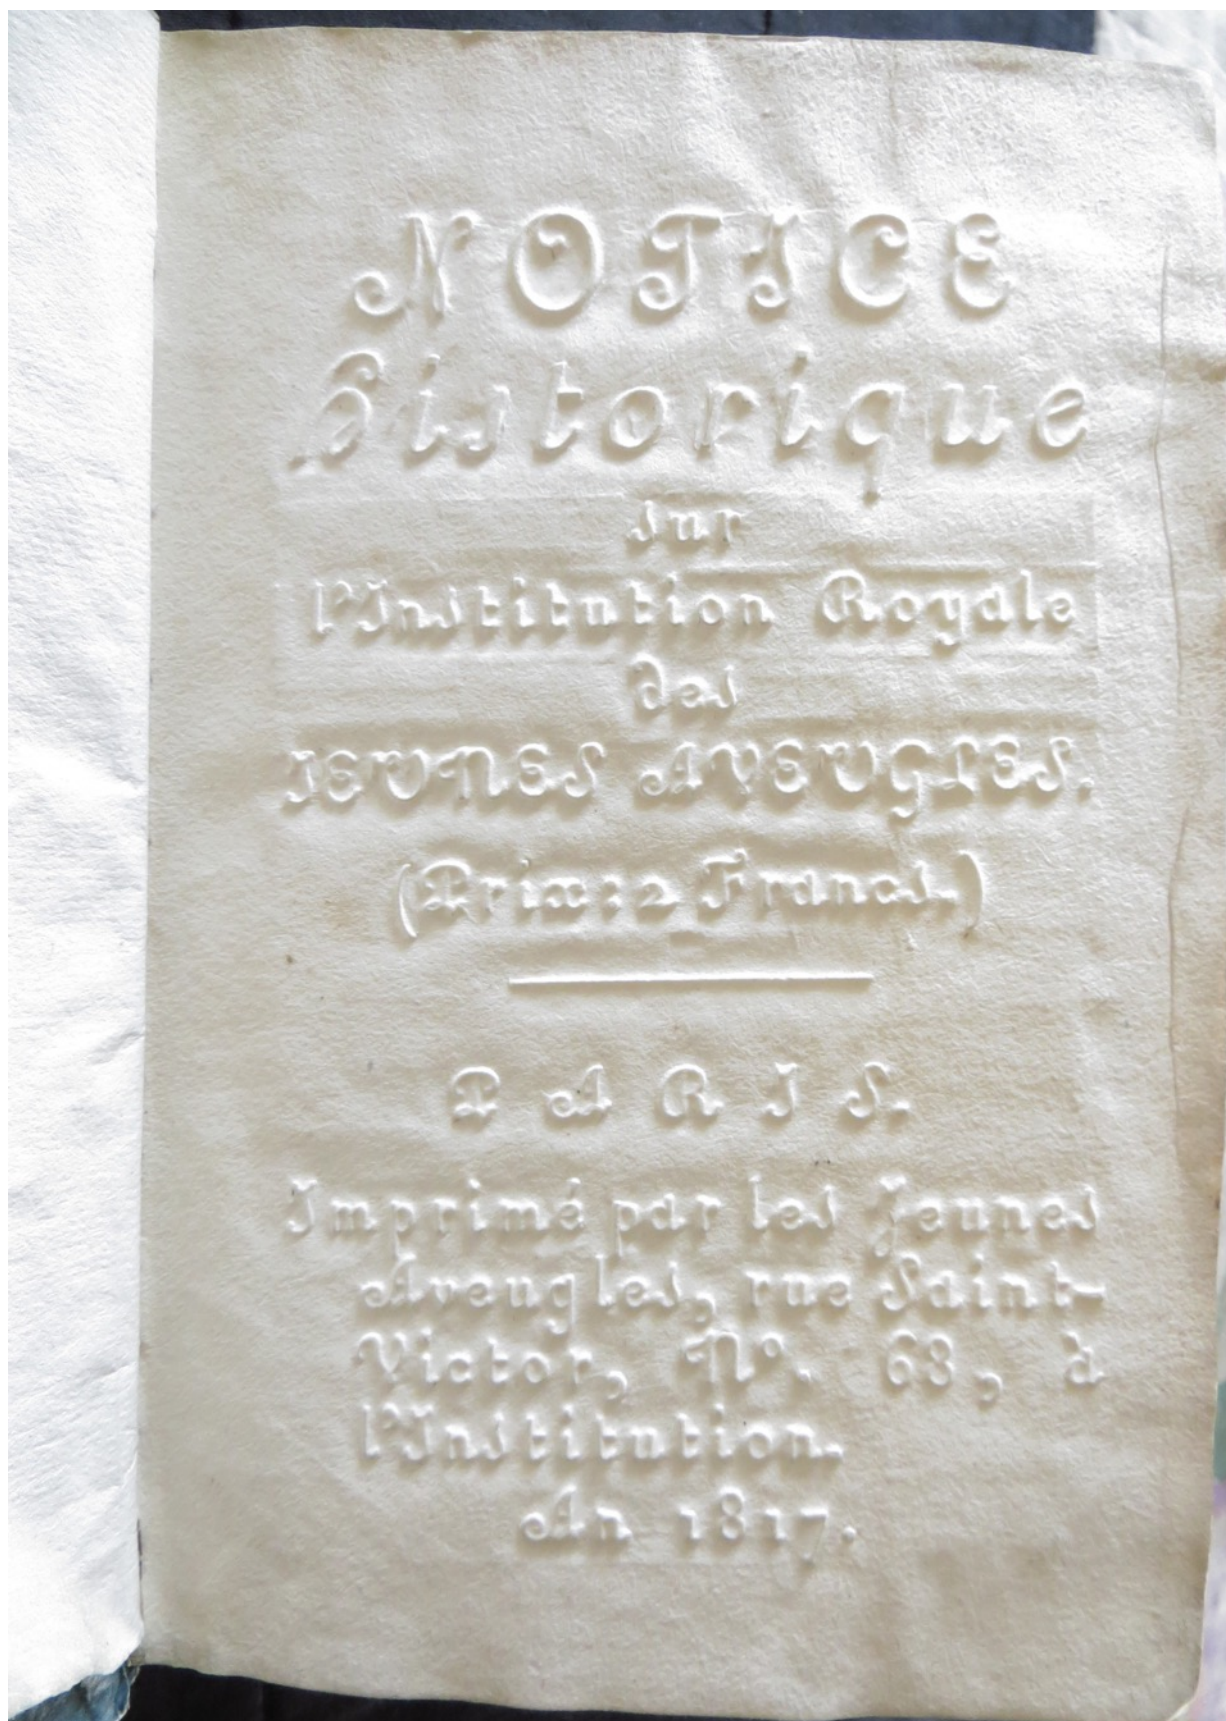 NOTICE
Historique
sur
l'Institution Royale
des
JEUNES AVEUGLES.
(Prix: 2 Francs.)
PARIS.
Imprimé par les Jeunes
Aveugles, rue Saint-
Victor, N°. 68, à
l'Institution.
An 1817.